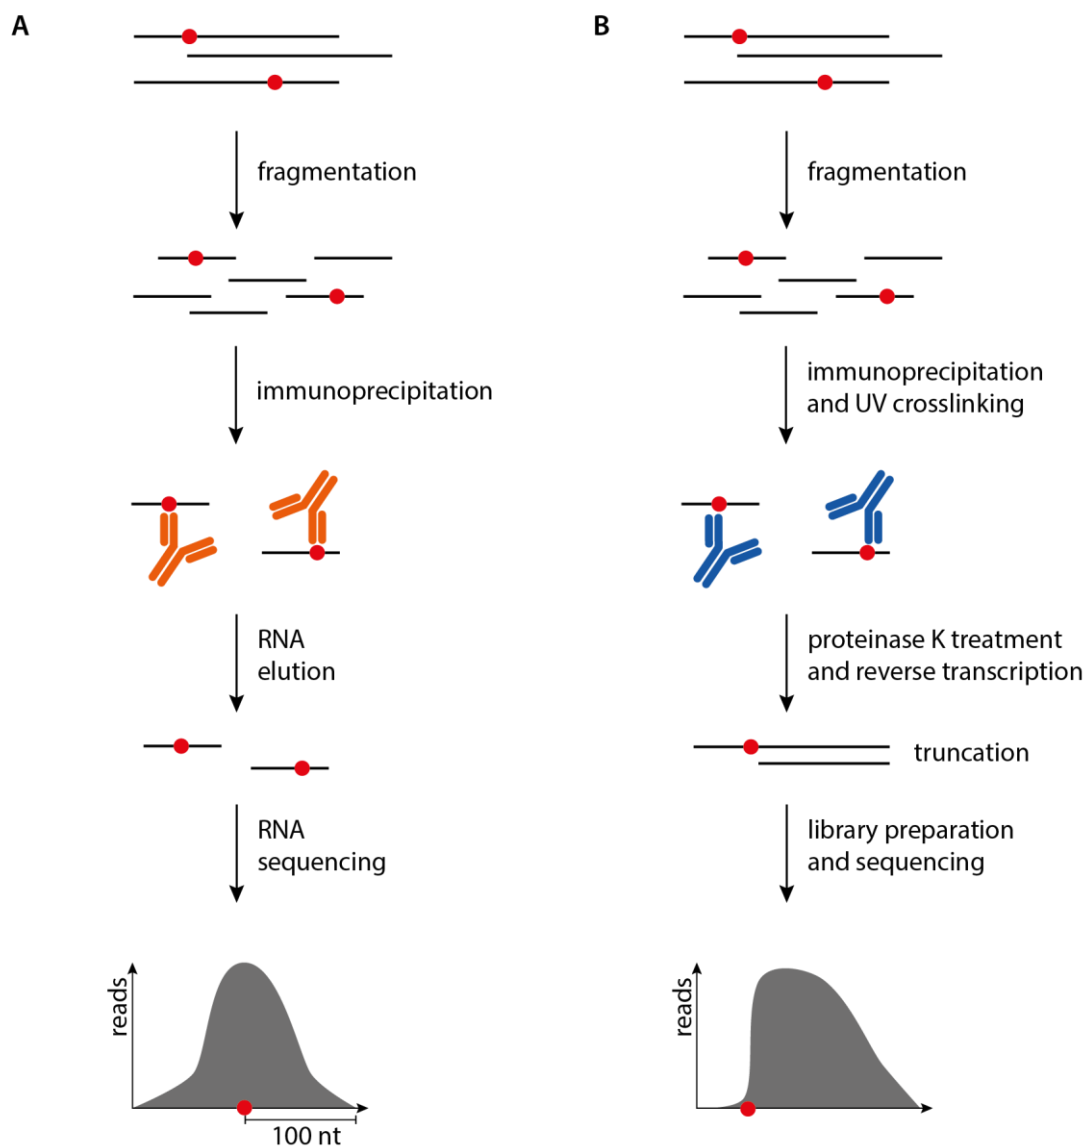 A
fragmentation
immunoprecipitation
RNA
elution
RNA
sequencing
reads
100 nt
B
fragmentation
immunoprecipitation
and UV crosslinking
proteinase K treatment
and reverse transcription
truncation
library preparation
and sequencing
reads